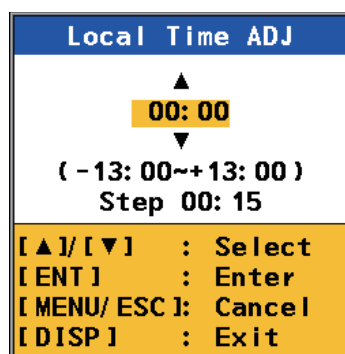 Local Time ADJ
▲
00:00
▼
(-13:00~+13:00)
Step 00:15
[▲]/[▼] : Select
[ENT] : Enter
[MENU/ESC]: Cancel
[DISP] : Exit